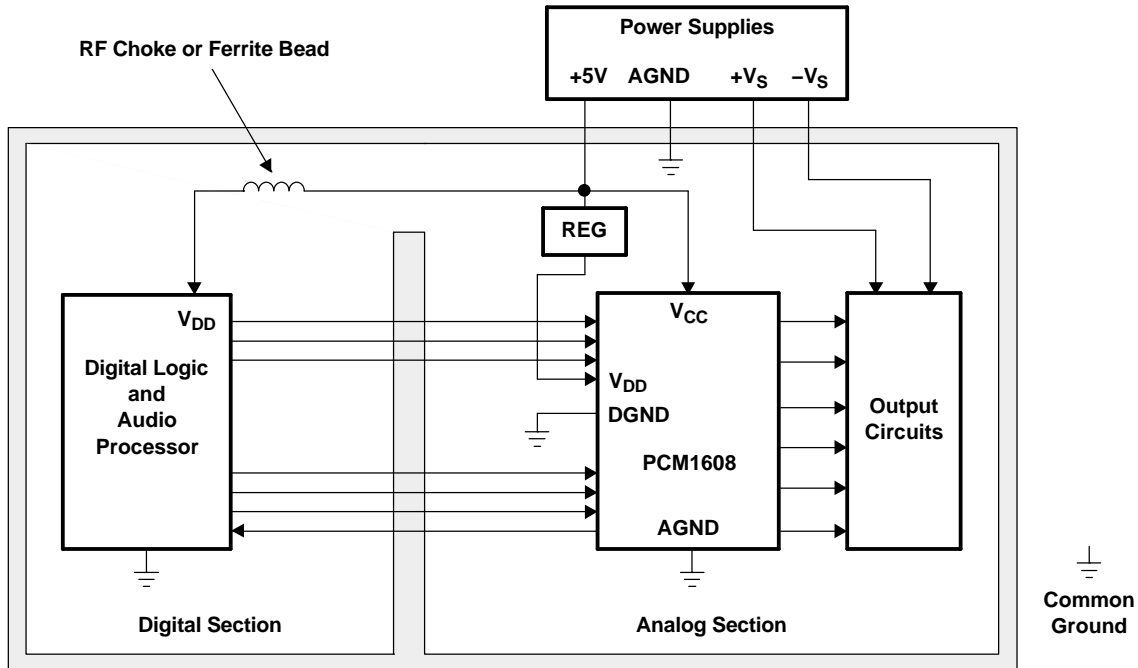 Power Supplies
RF Choke or Ferrite Bead
+5V AGND +VS –VS
REG
VDD
Digital Logic
and
Audio
Processor
VCC
VDD
DGND
PCM1608
AGND
Output
Circuits
Digital Section
Analog Section
Common
Ground